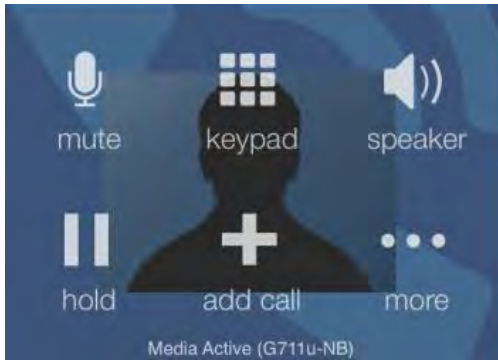 mute keypad speaker
hold add call more
Media Active (G711u-NB)